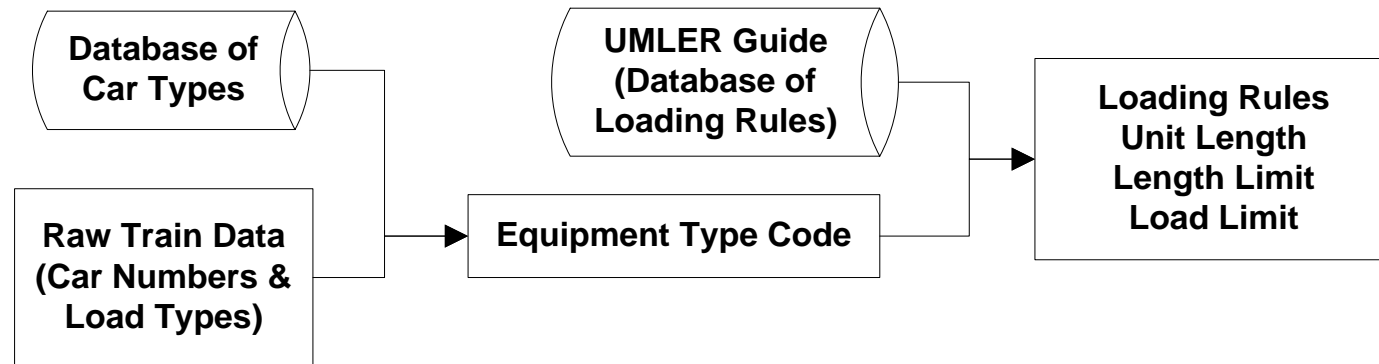 Database of
Car Types
Raw Train Data
(Car Numbers &
Load Types)
Equipment Type Code
UMLER Guide
(Database of
Loading Rules)
Loading Rules
Unit Length
Length Limit
Load Limit